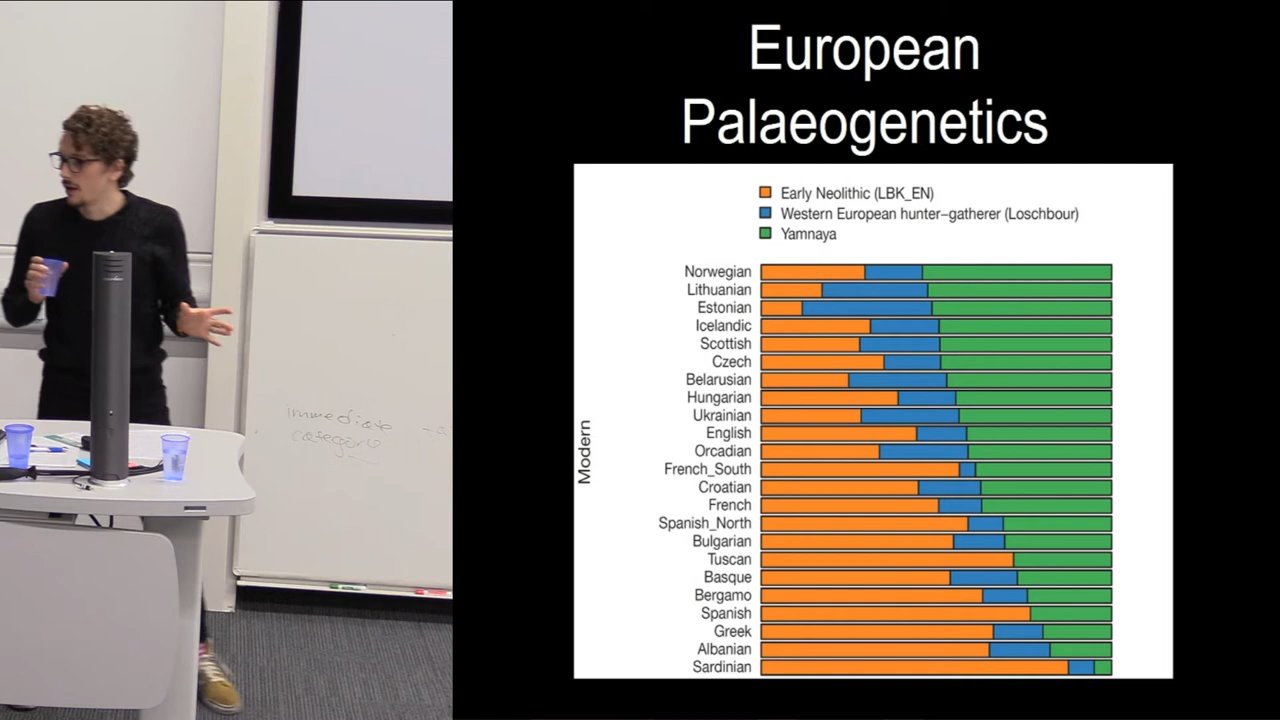 European
Palaeogenetics
Early Neolithic (LBK_EN)
Western European hunter–gatherer (Loschbour)
Yamnaya
Modern
Norwegian
Lithuanian
Estonian
Icelandic
Scottish
Czech
Belarusian
Hungarian
Ukrainian
English
Orcadian
French_South
Croatian
French
Spanish_North
Bulgarian
Tuscan
Basque
Bergamo
Spanish
Greek
Albanian
Sardinian
immediate
category